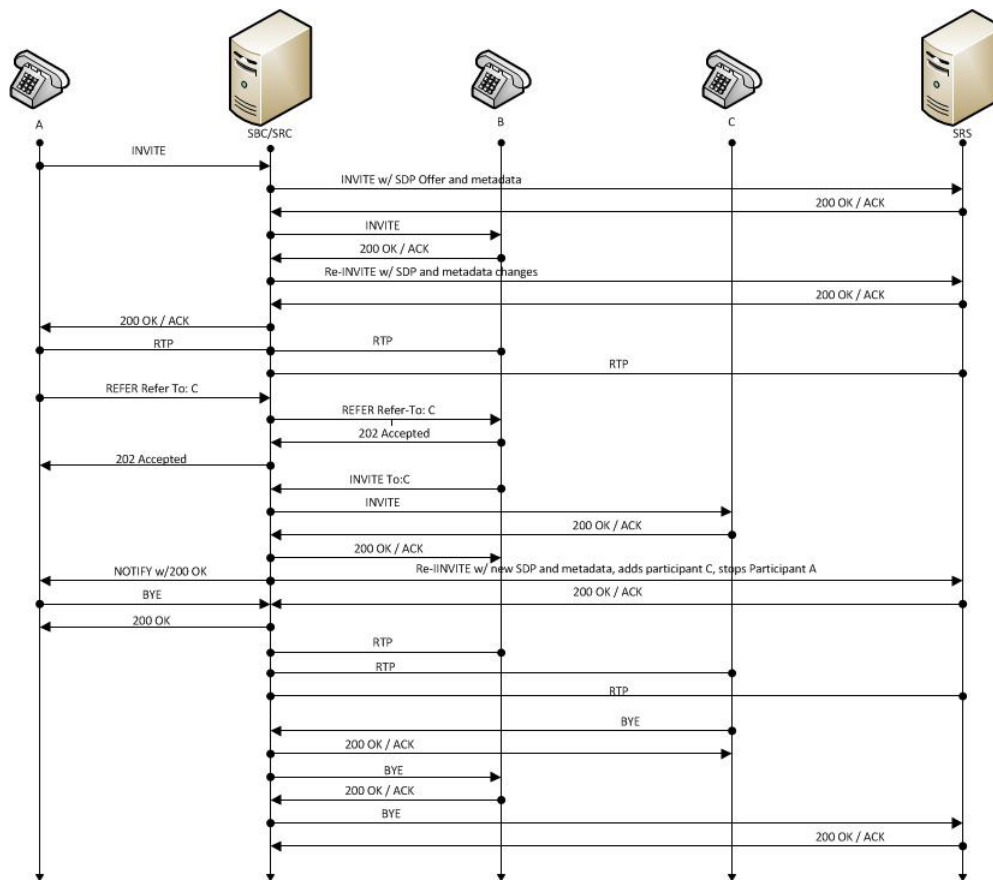 A
SBC/SRC
B
C
SRS
INVITE
INVITE w/ SDP Offer and metadata
200 OK / ACK
INVITE
200 OK / ACK
Re-INVITE w/ SDP and metadata changes
200 OK / ACK
200 OK / ACK
RTP
RTP
RTP
REFER Refer To: C
REFER Refer-To: C
202 Accepted
202 Accepted
INVITE To:C
INVITE
200 OK / ACK
200 OK / ACK
NOTIFY w/200 OK
Re-IINVITE w/ new SDP and metadata, adds participant C, stops Participant A
BYE
200 OK / ACK
200 OK
RTP
RTP
RTP
BYE
200 OK / ACK
BYE
200 OK / ACK
BYE
200 OK / ACK